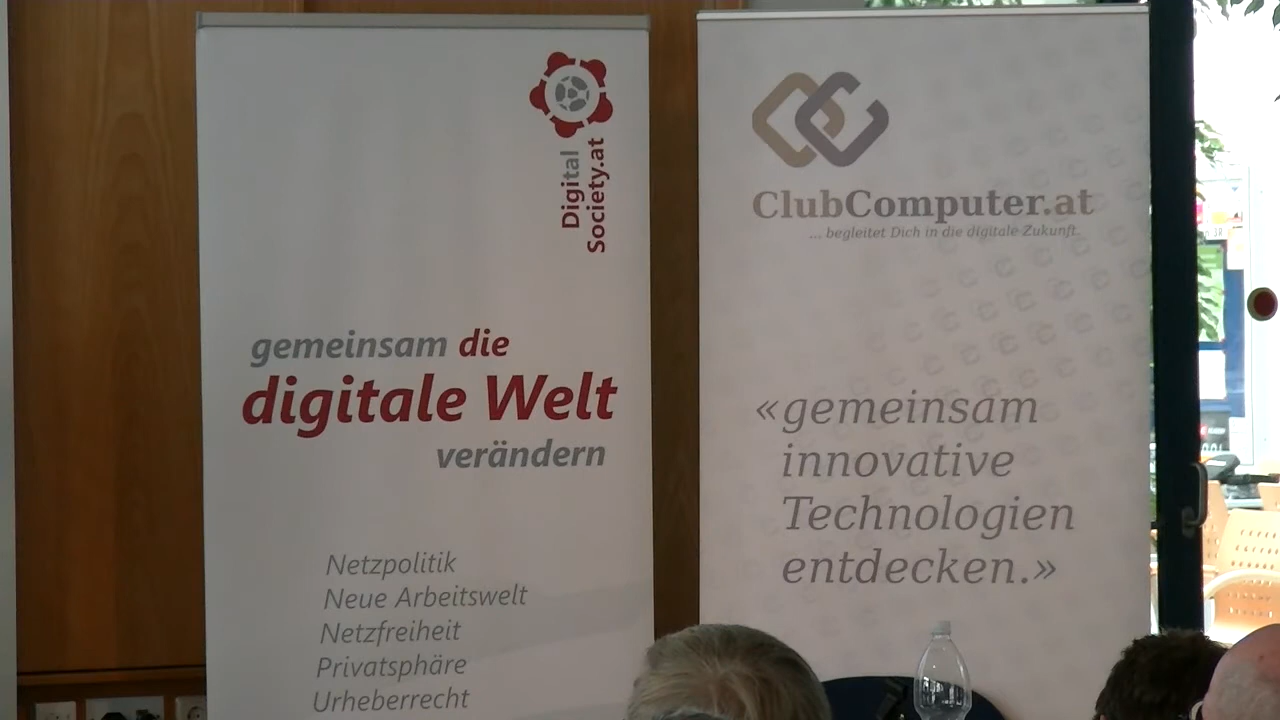 Digital
Society.at
gemeinsam die
digitale Welt
verändern
Netzpolitik
Neue Arbeitswelt
Netzfreiheit
Privatsphäre
Urheberrecht
ClubComputer.at
... begleitet Dich in die digitale Zukunft.
«gemeinsam
innovative
Technologien
entdecken.»